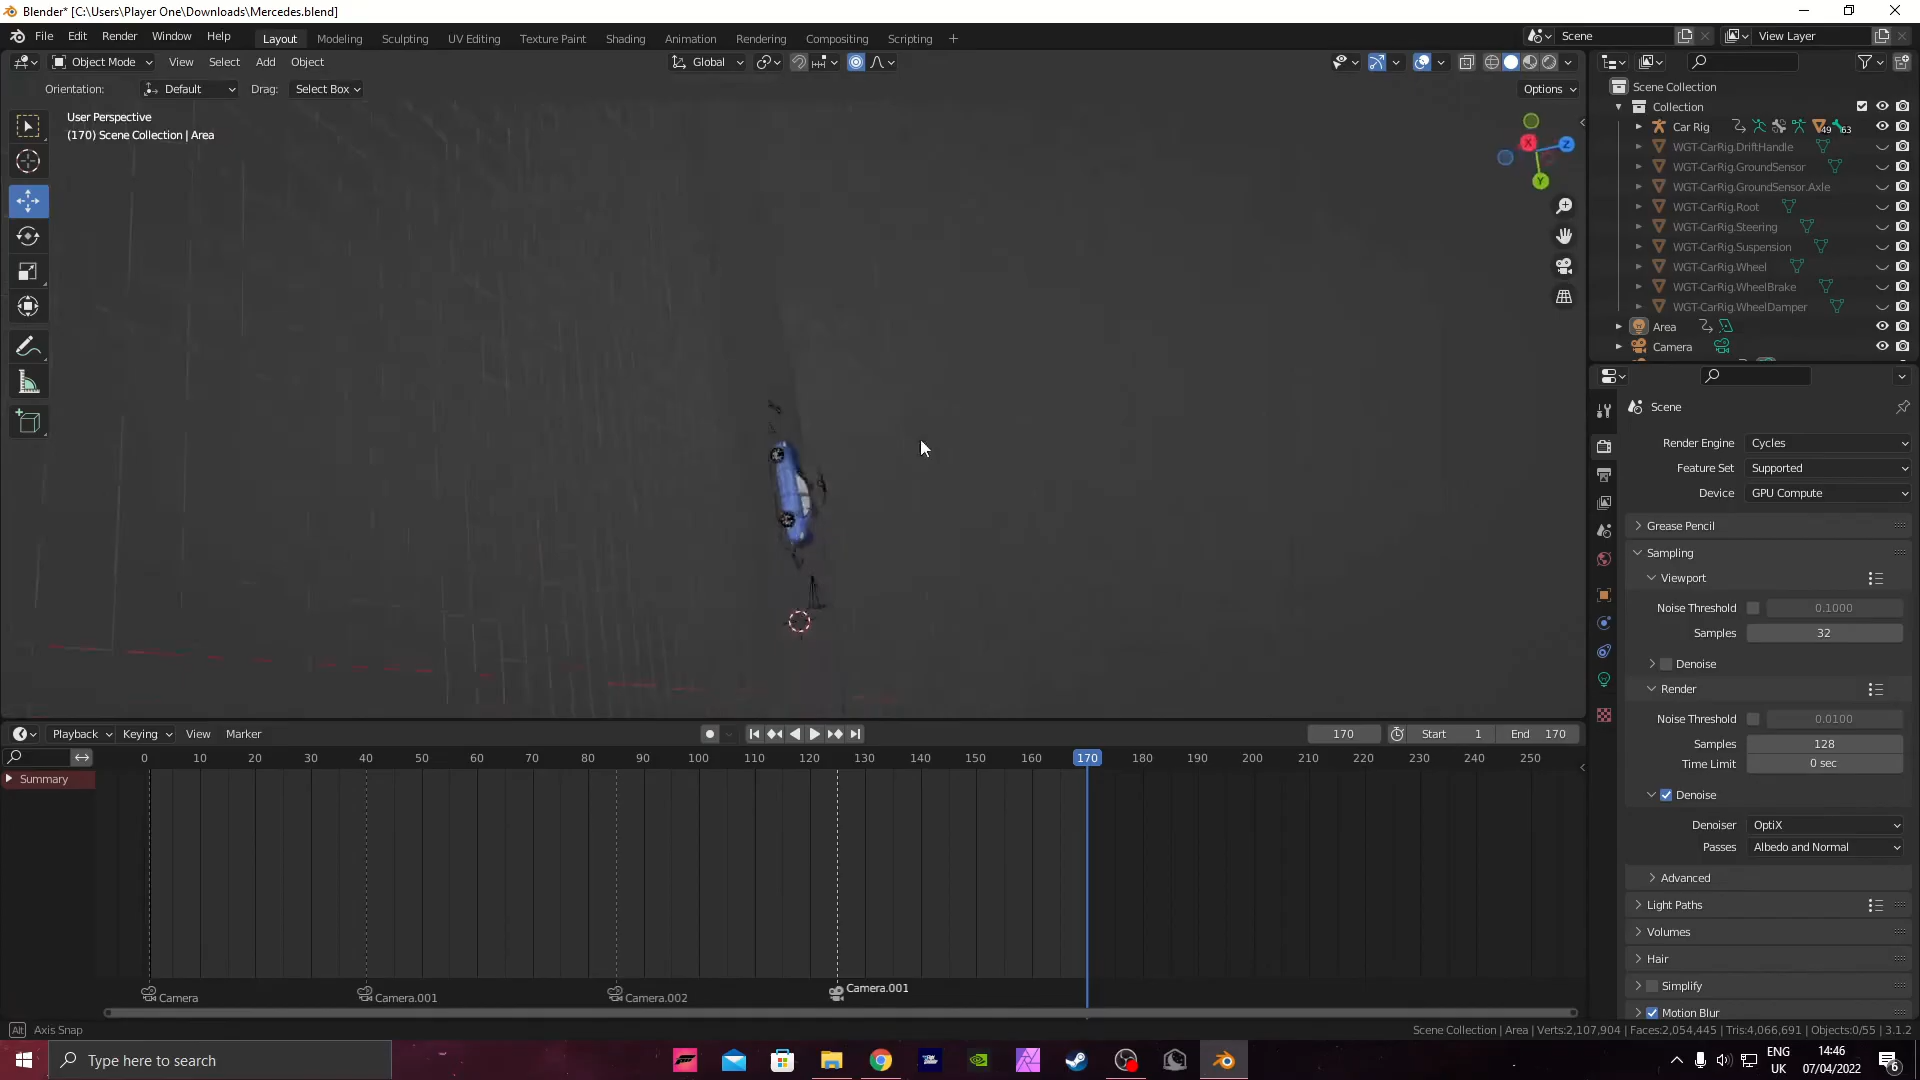 Blender* [C:\Users\Player One\Downloads\Mercedes.blend]
File Edit Render Window Help Layout Modeling Sculpting UV Editing Texture Paint Shading Animation Rendering Compositing Scripting Scene View Layer
Object Mode View Select Add Object Global
Orientation: Default Drag: Select Box Options
User Perspective
(170) Scene Collection | Area
X Z Y
Scene Collection
Collection
Car Rig 49 63
WGT-CarRig.DriftHandle
WGT-CarRig.GroundSensor
WGT-CarRig.GroundSensor.Axle
WGT-CarRig.Root
WGT-CarRig.Steering
WGT-CarRig.Suspension
WGT-CarRig.Wheel
WGT-CarRig.WheelBrake
WGT-CarRig.WheelDamper
Area
Camera
Scene
Render Engine Cycles
Feature Set Supported
Device GPU Compute
Grease Pencil
Sampling
Viewport
Noise Threshold 0.1000
Samples 32
Denoise
Render
Noise Threshold 0.0100
Samples 128
Time Limit 0 sec
Denoise
Denoiser OptiX
Passes Albedo and Normal
Advanced
Light Paths
Volumes
Hair
Simplify
Motion Blur
Playback Keying View Marker 170 Start 1 End 170
0 10 20 30 40 50 60 70 80 90 100 110 120 130 140 150 160 170 180 190 200 210 220 230 240 250
Summary
Camera Camera.001 Camera.002 Camera.001
Alt Axis Snap
Scene Collection | Area | Verts:2,107,904 | Faces:2,054,445 | Tris:4,066,691 | Objects:0/55 | 3.1.2
Type here to search
ENG
UK
14:46
07/04/2022
6